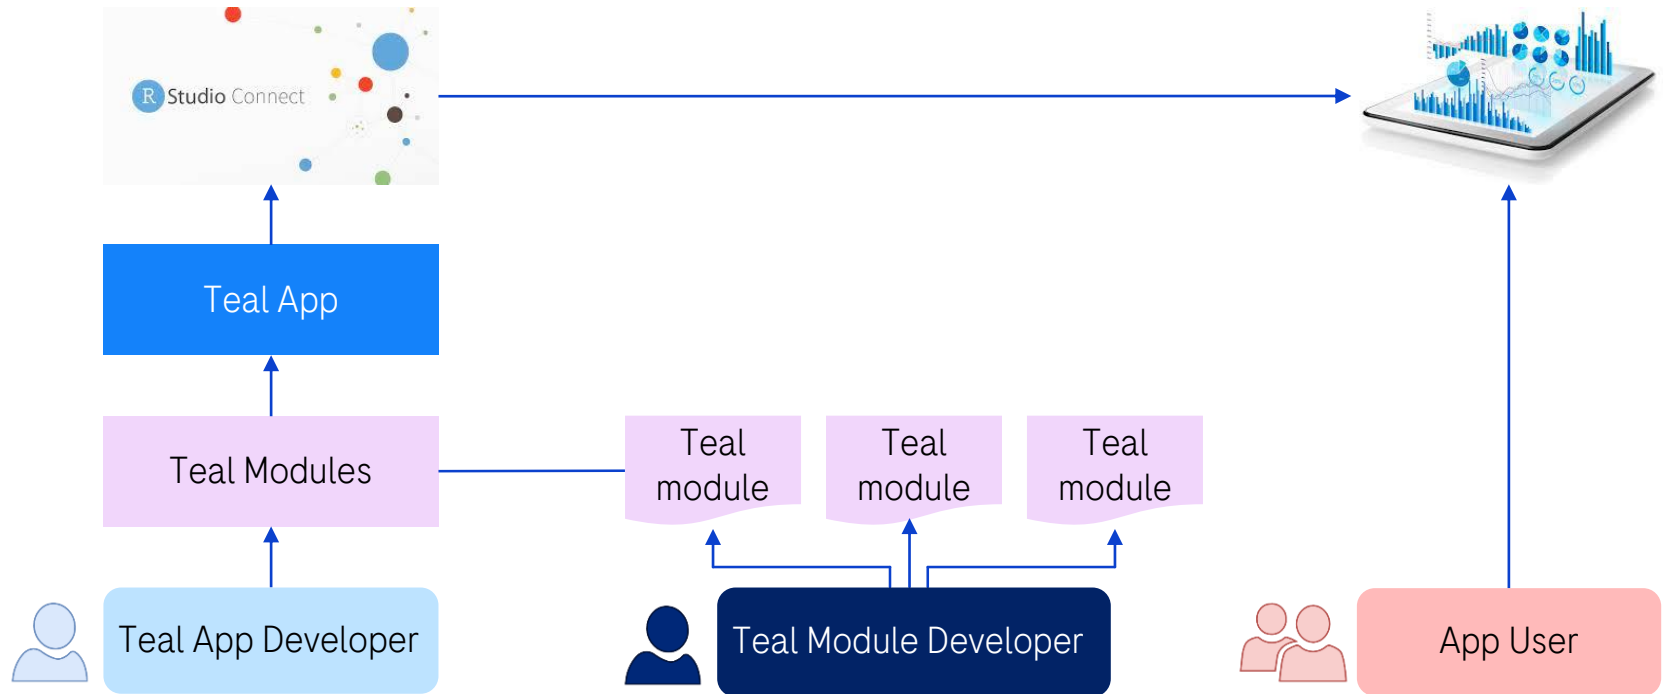 R Studio Connect
Teal App
Teal Modules
Teal
module
Teal
module
Teal
module
Teal App Developer
Teal Module Developer
App User